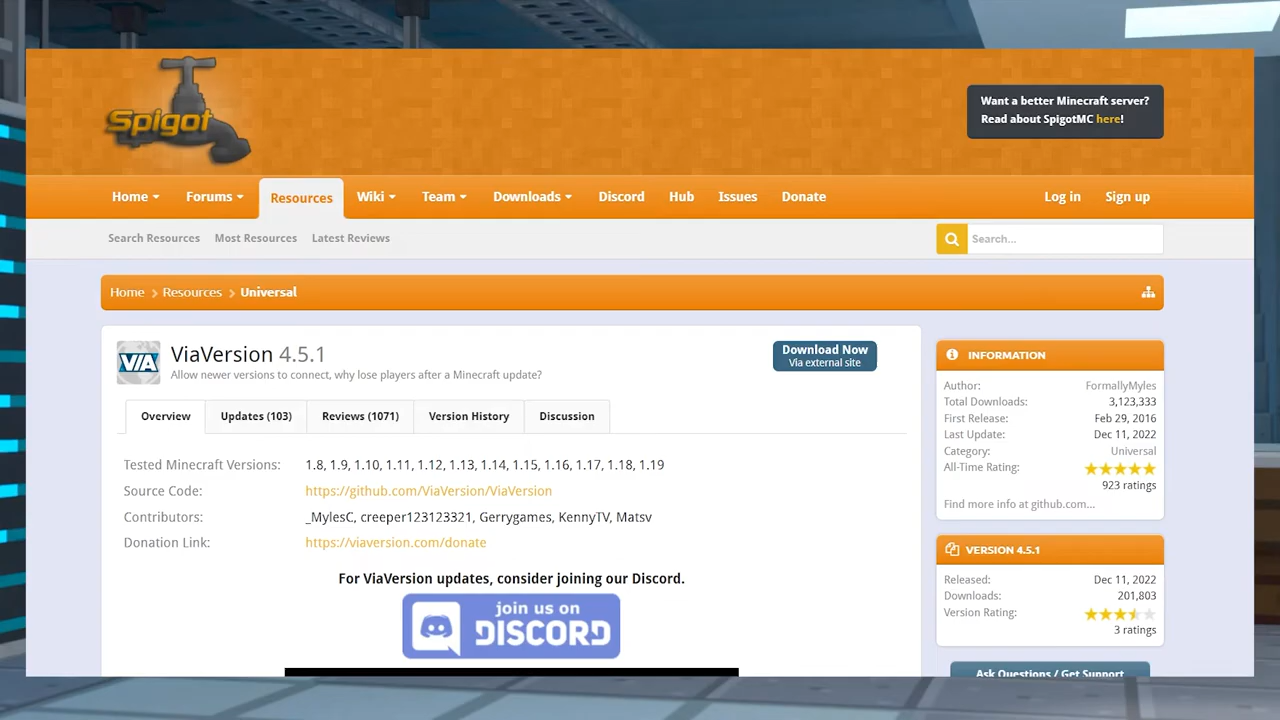 Spigot
Want a better Minecraft server?
Read about SpigotMC here!
Home
Forums
Resources
Wiki
Team
Downloads
Discord
Hub
Issues
Donate
Log in
Sign up
Search Resources
Most Resources
Latest Reviews
Search...
Home
Resources
Universal
VIA
ViaVersion 4.5.1
Allow newer versions to connect, why lose players after a Minecraft update?
Download Now
Via external site
Overview
Updates (103)
Reviews (1071)
Version History
Discussion
Tested Minecraft Versions: 1.8, 1.9, 1.10, 1.11, 1.12, 1.13, 1.14, 1.15, 1.16, 1.17, 1.18, 1.19
Source Code: https://github.com/ViaVersion/ViaVersion
Contributors: _MylesC, creeper123123321, Gerrygames, KennyTV, Matsv
Donation Link: https://viaversion.com/donate
For ViaVersion updates, consider joining our Discord.
join us on
DISCORD
INFORMATION
Author: FormallyMyles
Total Downloads: 3,123,333
First Release: Feb 29, 2016
Last Update: Dec 11, 2022
Category: Universal
All-Time Rating:
923 ratings
Find more info at github.com...
VERSION 4.5.1
Released: Dec 11, 2022
Downloads: 201,803
Version Rating:
3 ratings
Ask Questions / Get Support